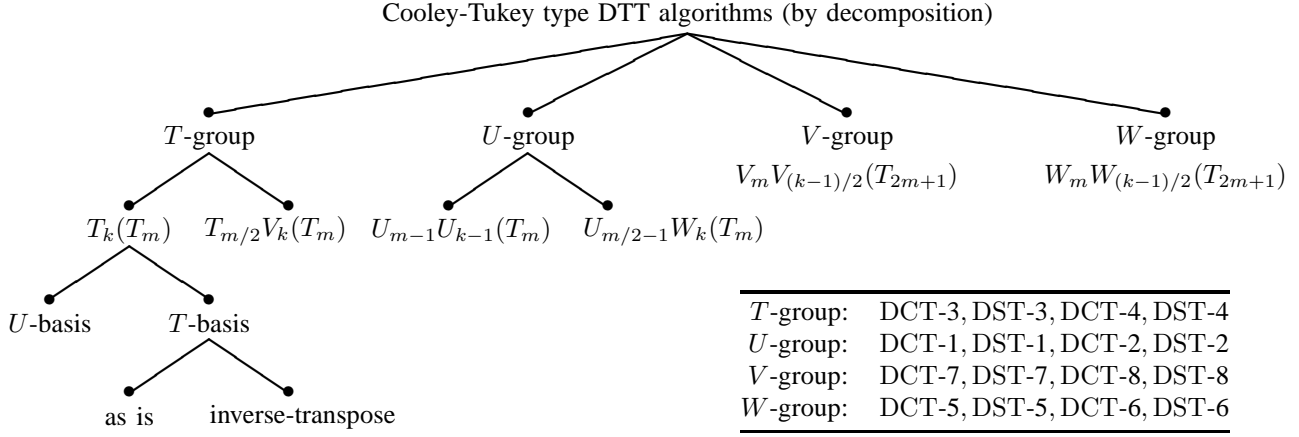 Cooley-Tukey type DTT algorithms (by decomposition)
T-group U-group V-group W-group
V_mV_{(k−1)/2}(T_{2m+1}) W_mW_{(k−1)/2}(T_{2m+1})
T_k(T_m) T_{m/2}V_k(T_m) U_{m−1}U_{k−1}(T_m) U_{m/2−1}W_k(T_m)
U-basis T-basis
as is inverse-transpose
T-group: DCT-3, DST-3, DCT-4, DST-4
U-group: DCT-1, DST-1, DCT-2, DST-2
V-group: DCT-7, DST-7, DCT-8, DST-8
W-group: DCT-5, DST-5, DCT-6, DST-6